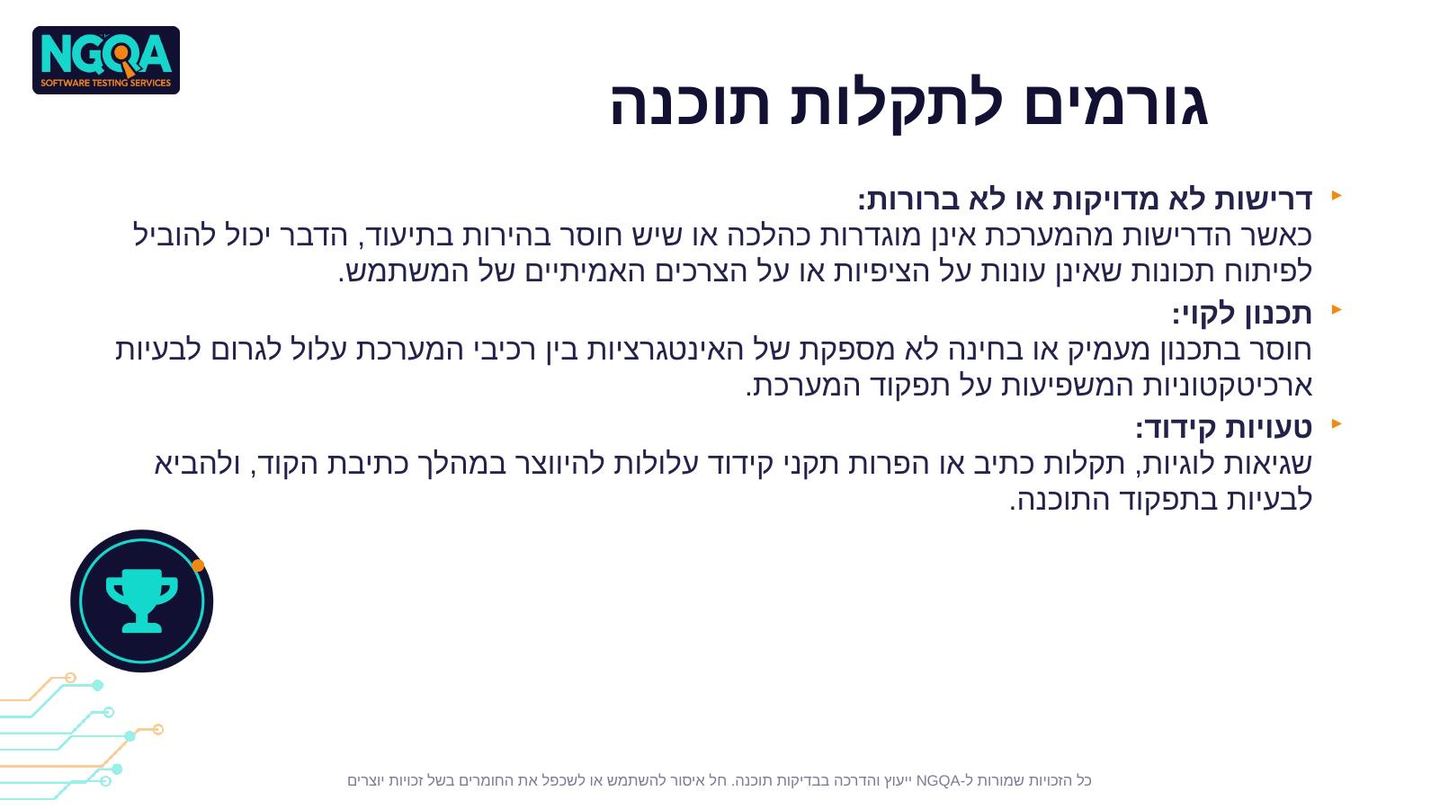 NGQA
SOFTWARE TESTING SERVICES
גורמים לתקלות תוכנה
דרישות לא מדויקות או לא ברורות:
כאשר הדרישות מהמערכת אינן מוגדרות כהלכה או שיש חוסר בהירות בתיעוד, הדבר יכול להוביל
לפיתוח תכונות שאינן עונות על הציפיות או על הצרכים האמיתיים של המשתמש.
תכנון לקוי:
חוסר בתכנון מעמיק או בחינה לא מספקת של האינטגרציות בין רכיבי המערכת עלול לגרום לבעיות
ארכיטקטוניות המשפיעות על תפקוד המערכת.
טעויות קידוד:
שגיאות לוגיות, תקלות כתיב או הפרות תקני קידוד עלולות להיווצר במהלך כתיבת הקוד, ולהביא
לבעיות בתפקוד התוכנה.
כל הזכויות שמורות ל-NGQA ייעוץ והדרכה בבדיקות תוכנה. חל איסור להשתמש או לשכפל את החומרים בשל זכויות יוצרים